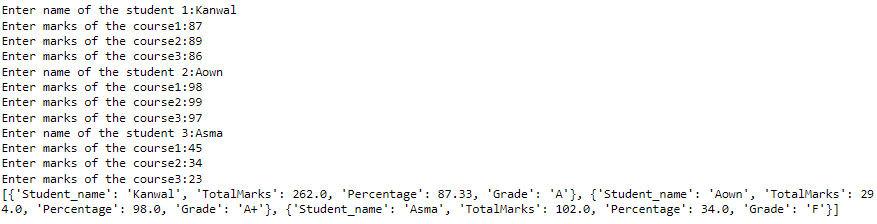 Enter name of the student 1:Kanwal
Enter marks of the course1:87
Enter marks of the course2:89
Enter marks of the course3:86
Enter name of the student 2:Aown
Enter marks of the course1:98
Enter marks of the course2:99
Enter marks of the course3:97
Enter name of the student 3:Asma
Enter marks of the course1:45
Enter marks of the course2:34
Enter marks of the course3:23
[{'Student_name': 'Kanwal', 'TotalMarks': 262.0, 'Percentage': 87.33, 'Grade': 'A'}, {'Student_name': 'Aown', 'TotalMarks': 29
4.0, 'Percentage': 98.0, 'Grade': 'A+'}, {'Student_name': 'Asma', 'TotalMarks': 102.0, 'Percentage': 34.0, 'Grade': 'F'}]